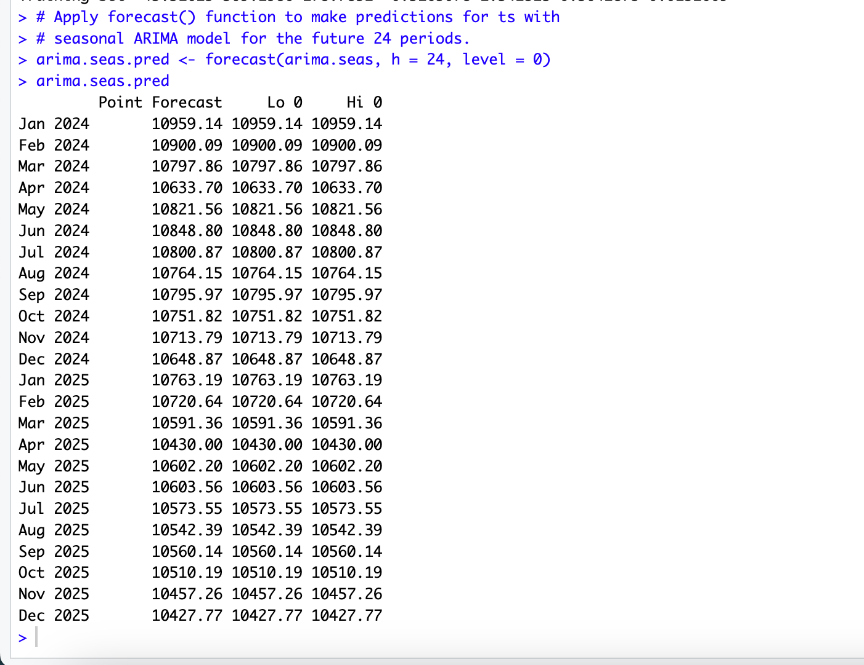 > # Apply forecast() function to make predictions for ts with
> # seasonal ARIMA model for the future 24 periods.
> arima.seas.pred <- forecast(arima.seas, h = 24, level = 0)
> arima.seas.pred
         Point Forecast     Lo 0     Hi 0
Jan 2024       10959.14 10959.14 10959.14
Feb 2024       10900.09 10900.09 10900.09
Mar 2024       10797.86 10797.86 10797.86
Apr 2024       10633.70 10633.70 10633.70
May 2024       10821.56 10821.56 10821.56
Jun 2024       10848.80 10848.80 10848.80
Jul 2024       10800.87 10800.87 10800.87
Aug 2024       10764.15 10764.15 10764.15
Sep 2024       10795.97 10795.97 10795.97
Oct 2024       10751.82 10751.82 10751.82
Nov 2024       10713.79 10713.79 10713.79
Dec 2024       10648.87 10648.87 10648.87
Jan 2025       10763.19 10763.19 10763.19
Feb 2025       10720.64 10720.64 10720.64
Mar 2025       10591.36 10591.36 10591.36
Apr 2025       10430.00 10430.00 10430.00
May 2025       10602.20 10602.20 10602.20
Jun 2025       10603.56 10603.56 10603.56
Jul 2025       10573.55 10573.55 10573.55
Aug 2025       10542.39 10542.39 10542.39
Sep 2025       10560.14 10560.14 10560.14
Oct 2025       10510.19 10510.19 10510.19
Nov 2025       10457.26 10457.26 10457.26
Dec 2025       10427.77 10427.77 10427.77
>